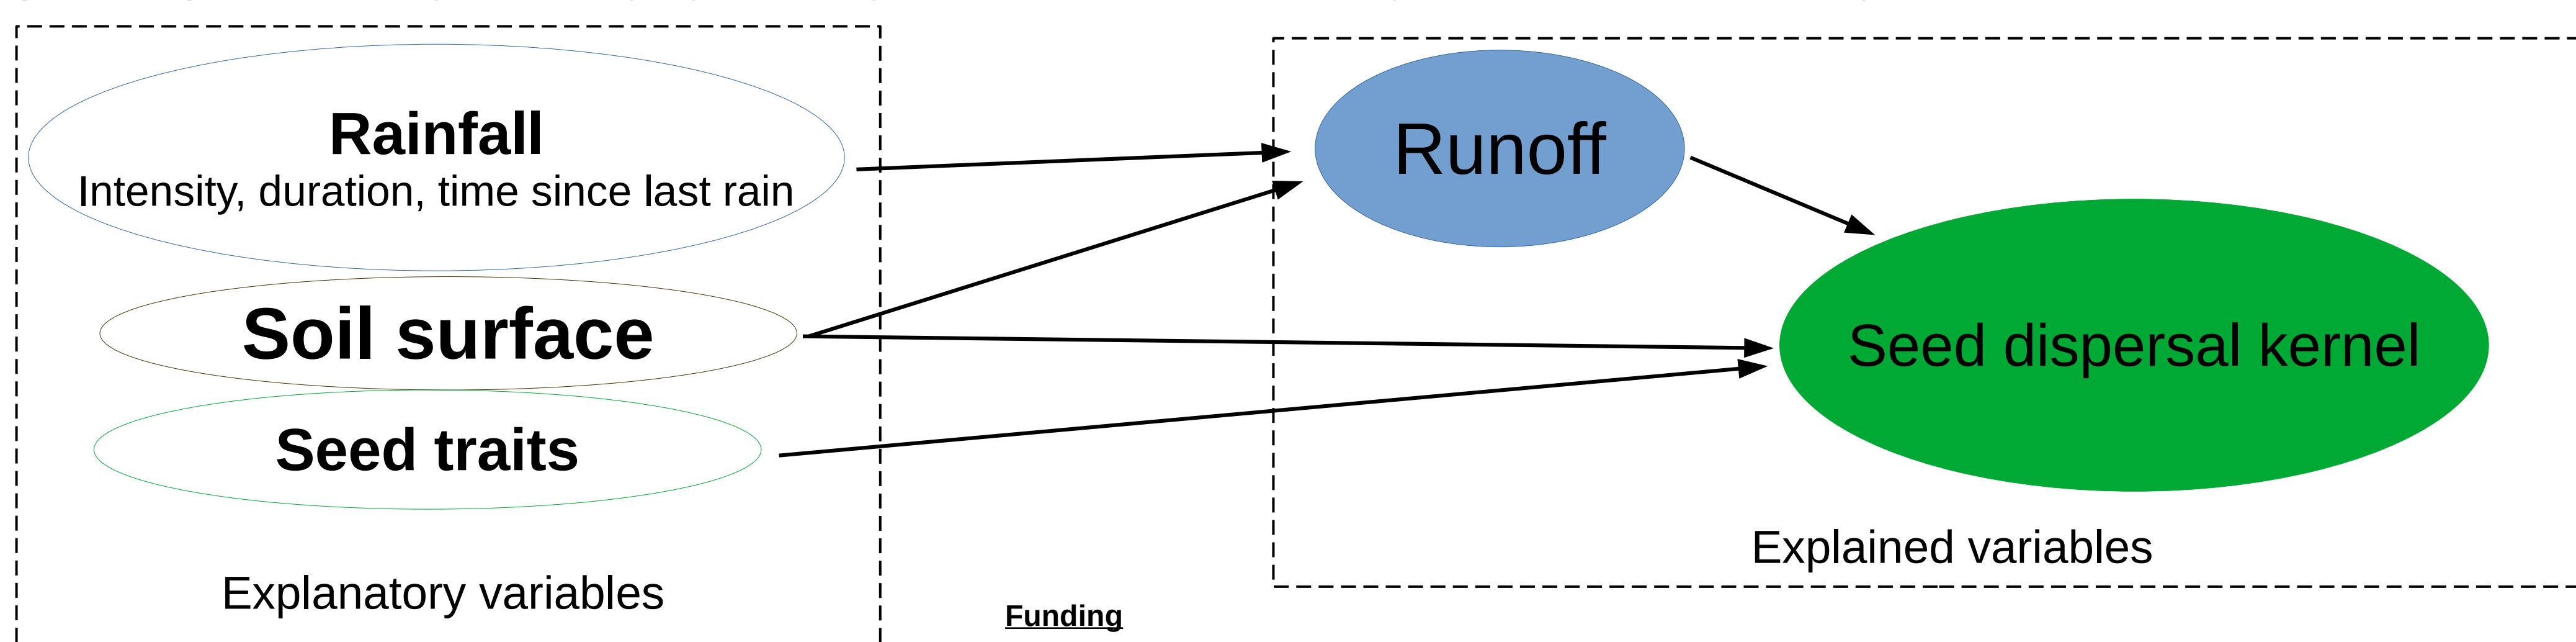 Rainfall
Intensity, duration, time since last rain
Soil surface
Seed traits
Explanatory variables
Runoff
Seed dispersal kernel
Explained variables
Funding